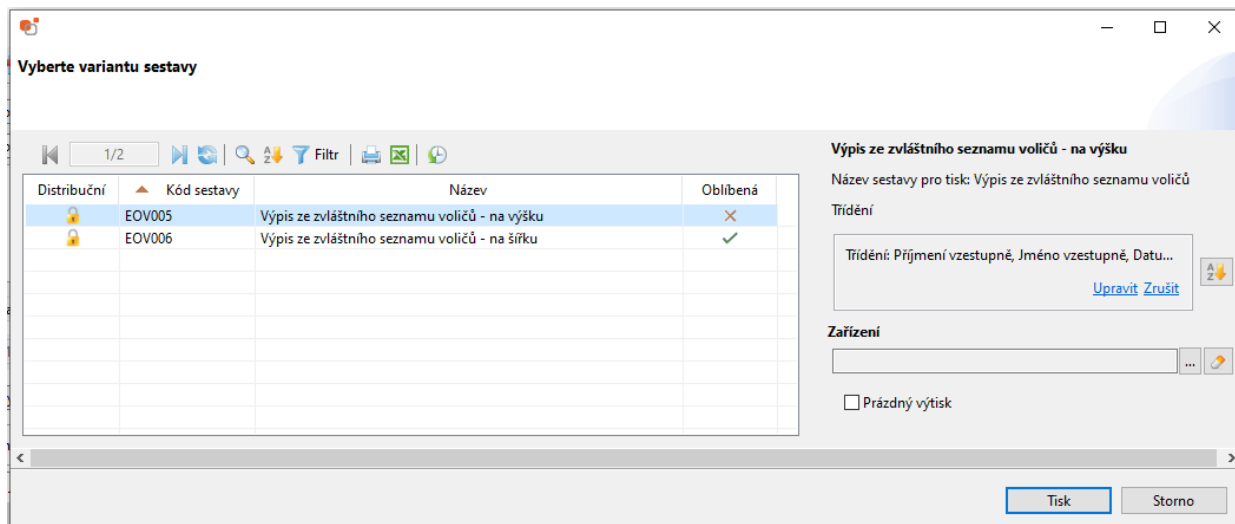 Vyberte variantu sestavy
1/2
Filtr
Distribuční Kód sestavy Název Oblíbená
EOV005 Výpis ze zvláštního seznamu voličů - na výšku
EOV006 Výpis ze zvláštního seznamu voličů - na šířku
Výpis ze zvláštního seznamu voličů - na výšku
Název sestavy pro tisk: Výpis ze zvláštního seznamu voličů
Třídění
Třídění: Příjmení vzestupně, Jméno vzestupně, Datu...
Upravit Zrušit
Zařízení
...
Prázdný výtisk
Tisk Storno